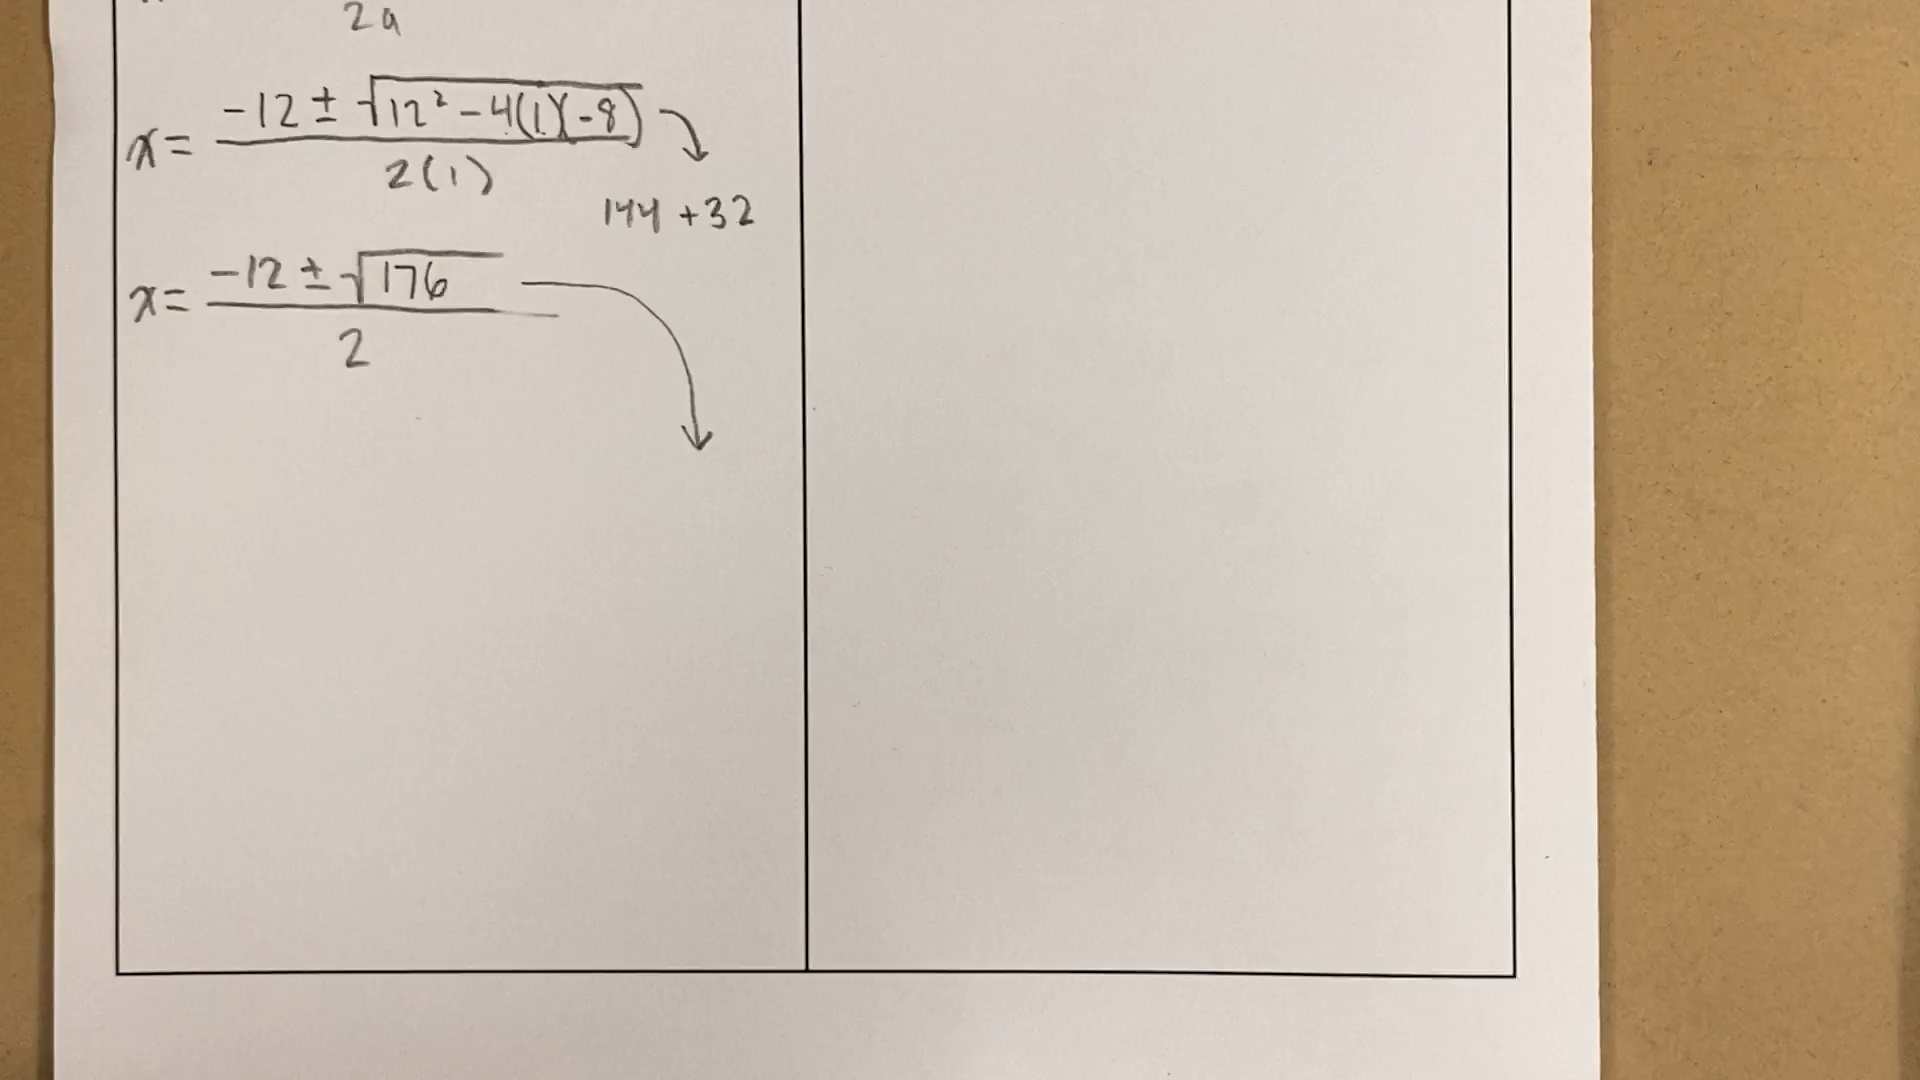 2a
x = -12 ± √12² - 4(1)(-8)
2(1)
144 + 32
x = -12 ± √176
2